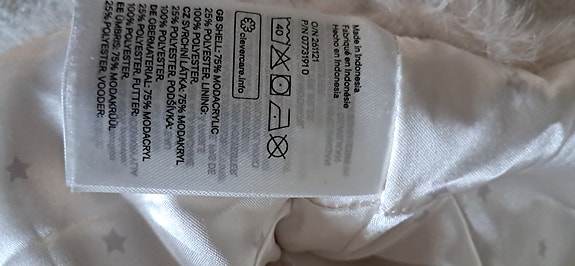 Made in Indonesia
Fabriqué en Indonésie
Hecho en Indonesia
O/N 261121
P/N 0773191 0
40
clevercare.info
GB SHELL: 75% MODACRYLIC
25% POLYESTER. LINING:
100% POLYESTER.
CZ SVRCHNÍ LÁTKA: 75% MODAKRYL
25% POLYESTER. PODŠÍVKA:
100% POLYESTER.
DE OBERMATERIAL: 75% MODACRYL
25% POLYESTER. FUTTER:
100% POLYESTER.
EE ÜMBRIS: 75% MODAKRÜÜL
25% POLYESTER. VOODER: